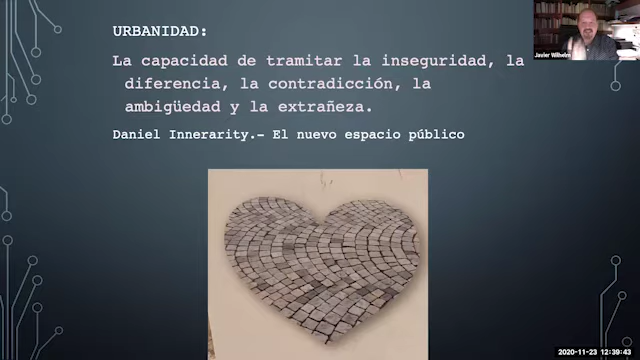 URBANIDAD:
La capacidad de tramitar la inseguridad, la
diferencia, la contradicción, la
ambigüedad y la extrañeza.
Daniel Innerarity.- El nuevo espacio público
Javier Wilhelm
2020-11-23 12:39:43